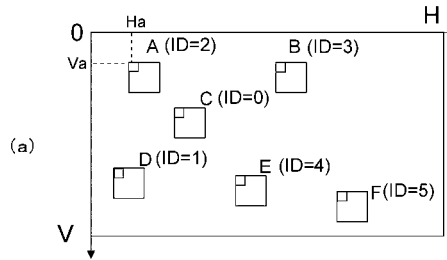 Ha
H
0
A (ID=2)
B (ID=3)
Va
C (ID=0)
(a)
D (ID=1)
E (ID=4)
F(ID=5)
V